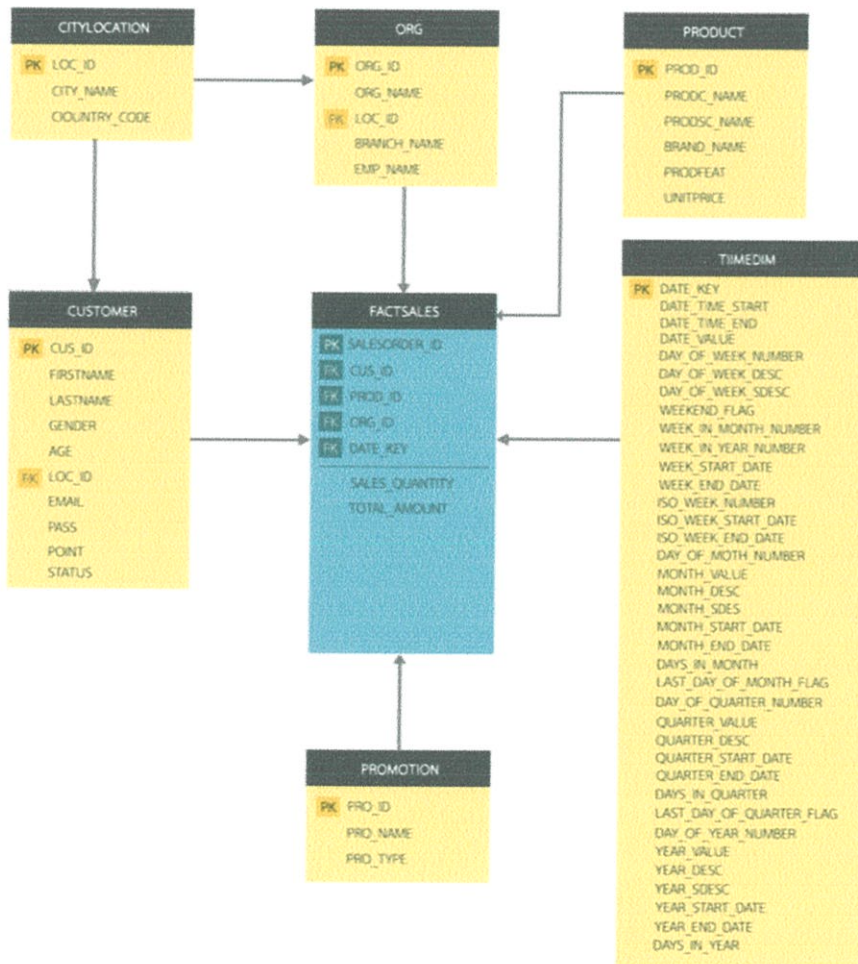 CITYLOCATION
PK LOC_ID
CITY_NAME
CIOUNTRY_CODE
ORG
PK ORG_ID
ORG_NAME
FK LOC_ID
BRANCH_NAME
EMP_NAME
PRODUCT
PK PROD_ID
PRODC_NAME
PRODSC_NAME
BRAND_NAME
PRODFEAT
UNITPRICE
CUSTOMER
PK CUS_ID
FIRSTNAME
LASTNAME
GENDER
AGE
FK LOC_ID
EMAIL
PASS
POINT
STATUS
FACTSALES
PK SALESORDER_ID
FK CUS_ID
FK PROD_ID
FK ORG_ID
FK DATE_KEY
SALES_QUANTITY
TOTAL_AMOUNT
TIIMEDIM
PK DATE_KEY
DATE_TIME_START
DATE_TIME_END
DATE_VALUE
DAY_OF_WEEK_NUMBER
DAY_OF_WEEK_DESC
DAY_OF_WEEK_SDESC
WEEKEND_FLAG
WEEK_IN_MONTH_NUMBER
WEEK_IN_YEAR_NUMBER
WEEK_START_DATE
WEEK_END_DATE
ISO_WEEK_NUMBER
ISO_WEEK_START_DATE
ISO_WEEK_END_DATE
DAY_OF_MOTH_NUMBER
MONTH_VALUE
MONTH_DESC
MONTH_SDES
MONTH_START_DATE
MONTH_END_DATE
DAYS_IN_MONTH
LAST_DAY_OF_MONTH_FLAG
DAY_OF_QUARTER_NUMBER
QUARTER_VALUE
QUARTER_DESC
QUARTER_START_DATE
QUARTER_END_DATE
DAYS_IN_QUARTER
LAST_DAY_OF_QUARTER_FLAG
DAY_OF_YEAR_NUMBER
YEAR_VALUE
YEAR_DESC
YEAR_SDESC
YEAR_START_DATE
YEAR_END_DATE
DAYS_IN_YEAR
PROMOTION
PK PRO_ID
PRO_NAME
PRO_TYPE